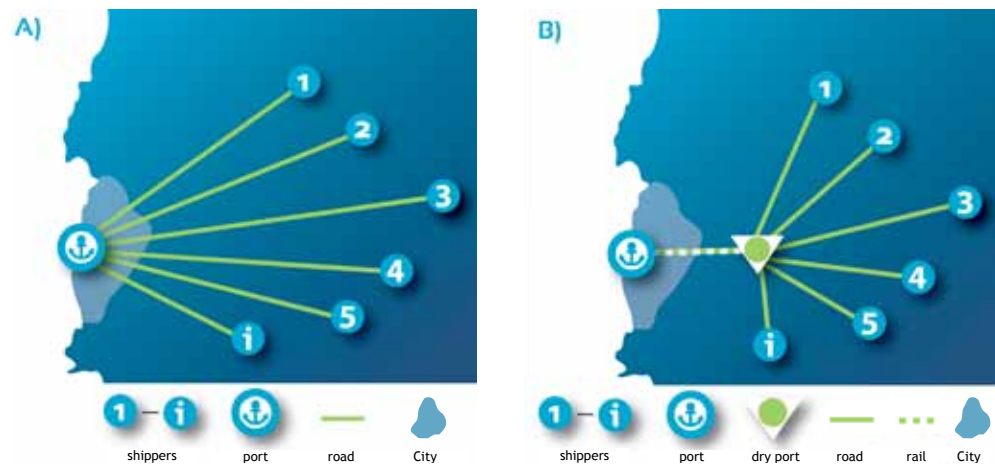 A)
1
2
3
4
5
i
1 – i
shippers port road City
B)
1
2
3
4
5
i
1 – i
shippers port dry port road rail City